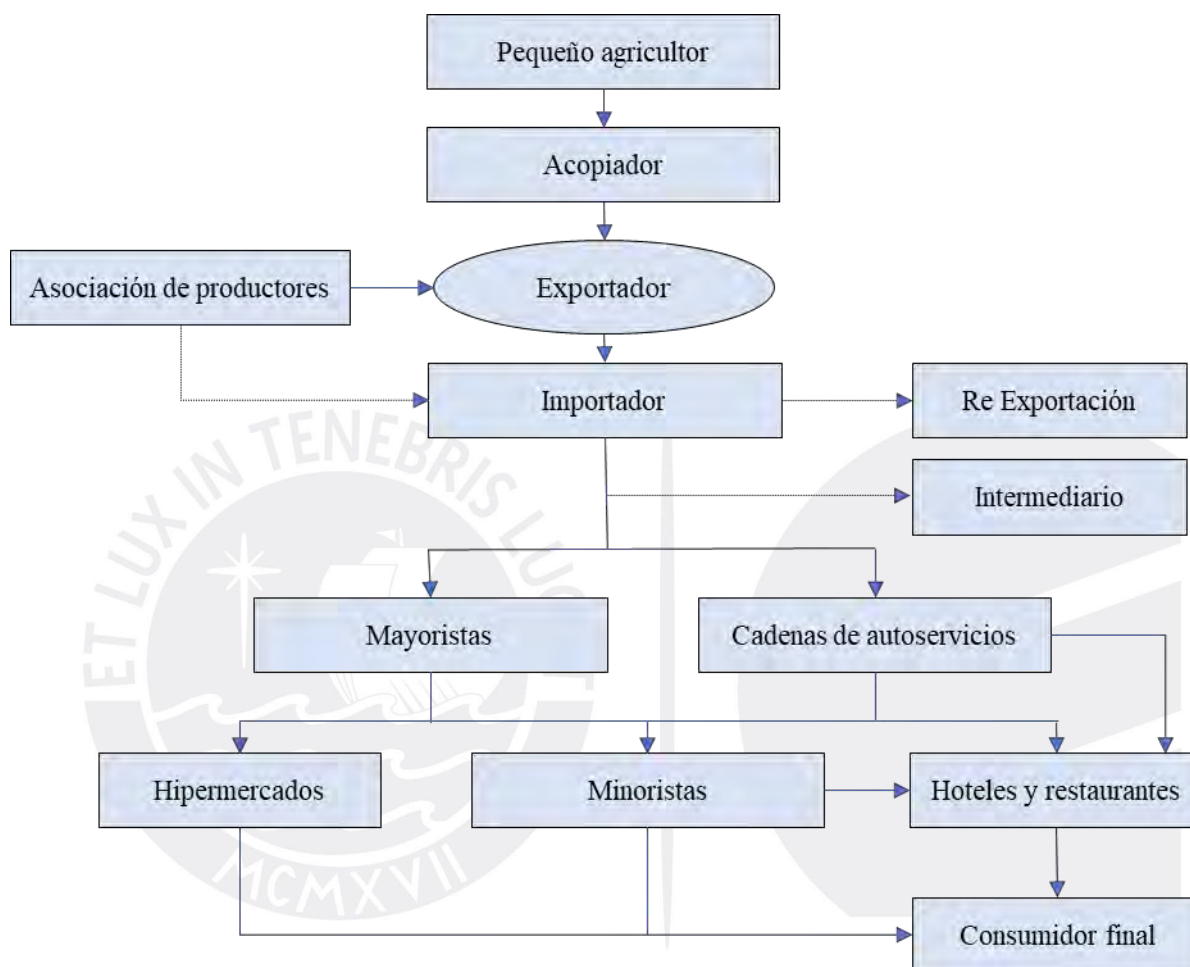 Pequeño agricultor
Acopiador
Asociación de productores
Exportador
Importador
Re Exportación
Intermediario
Mayoristas
Cadenas de autoservicios
Hipermercados
Minoristas
Hoteles y restaurantes
Consumidor final
ET LUX IN TENEBRIS LUCET
MCMXVII